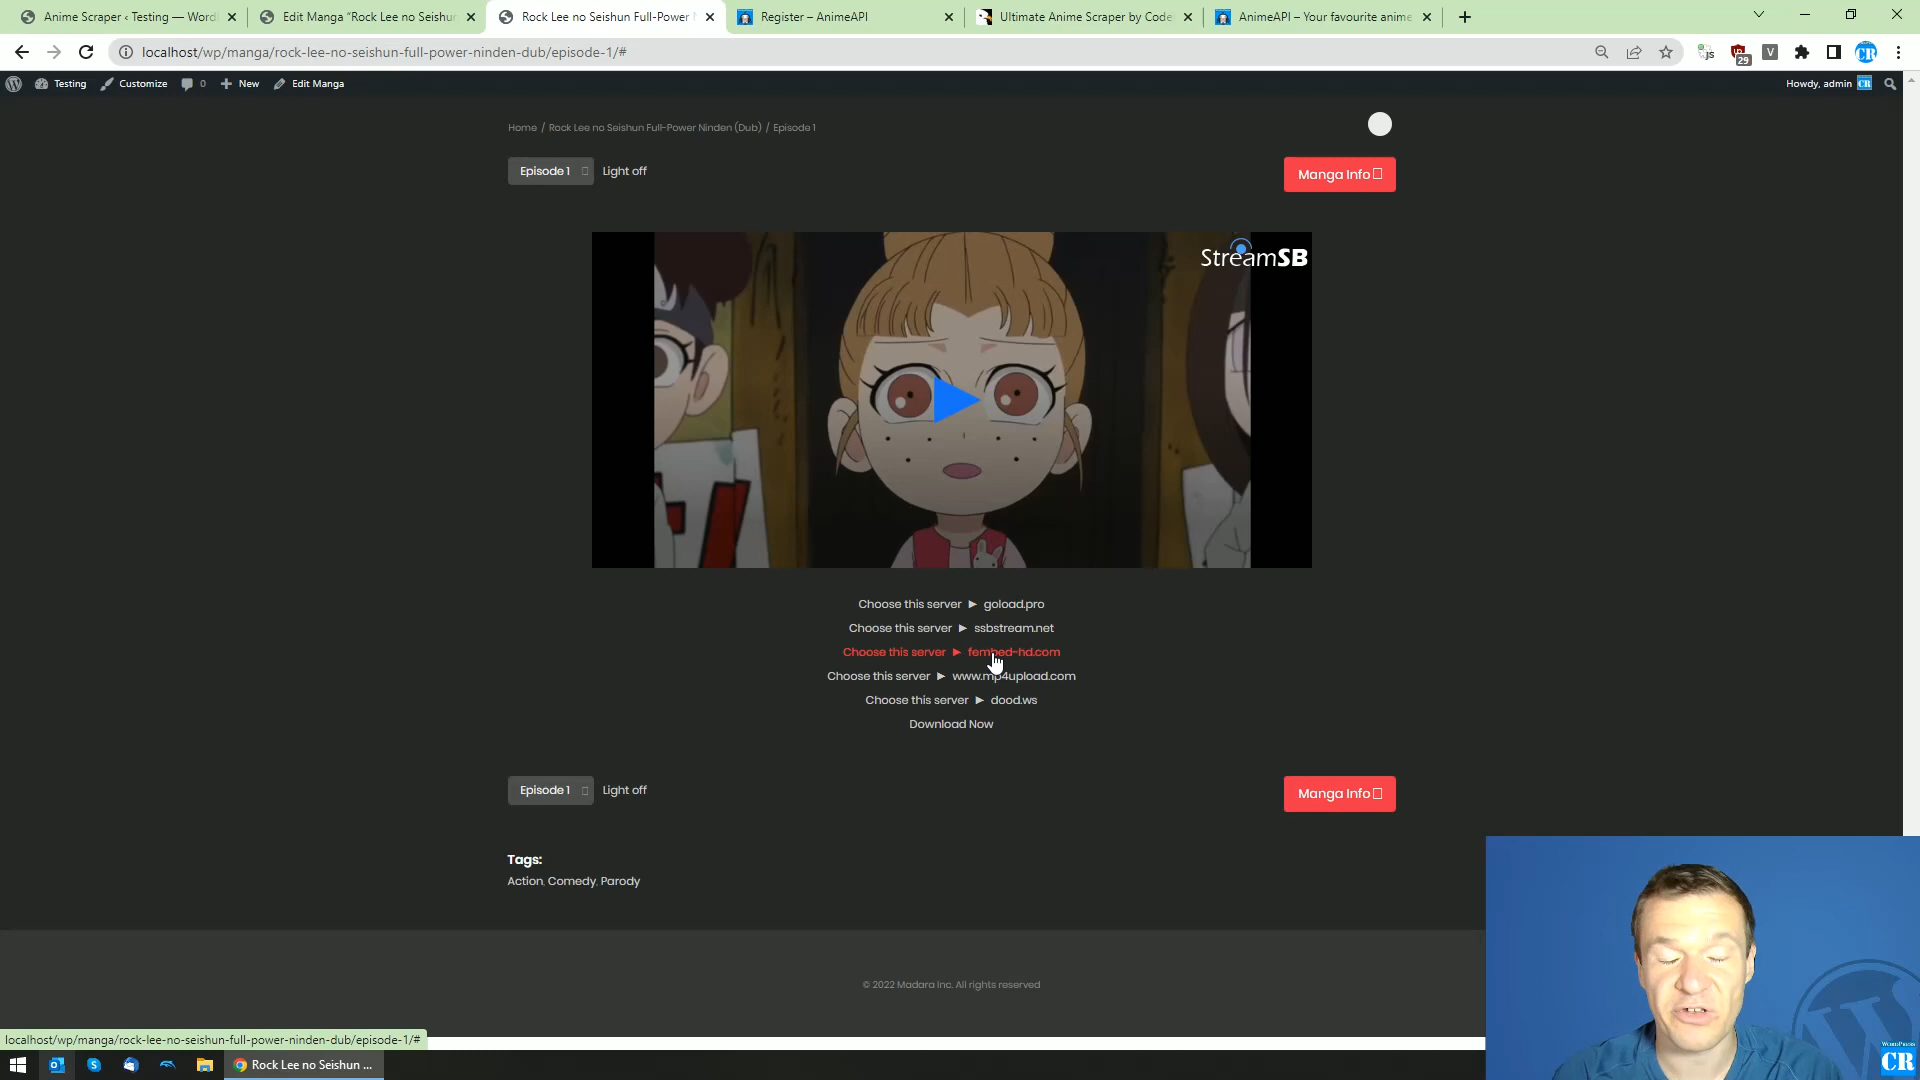 Anime Scraper ‹ Testing — Word
Edit Manga “Rock Lee no Seishun
Rock Lee no Seishun Full-Power N
Register – AnimeAPI
Ultimate Anime Scraper by Code
AnimeAPI – Your favourite anime
localhost/wp/manga/rock-lee-no-seishun-full-power-ninden-dub/episode-1/#
JS
29
V
CR
Testing
Customize
0
New
Edit Manga
Howdy, admin
CR
Home / Rock Lee no Seishun Full-Power Ninden (Dub) / Episode 1
Episode 1
Light off
Manga Info
StreamSB
Choose this server ► goload.pro
Choose this server ► ssbstream.net
Choose this server ► fembed-hd.com
Choose this server ► www.mp4upload.com
Choose this server ► dood.ws
Download Now
Episode 1
Light off
Manga Info
Tags:
Action, Comedy, Parody
© 2022 Madara Inc. All rights reserved
localhost/wp/manga/rock-lee-no-seishun-full-power-ninden-dub/episode-1/#
Rock Lee no Seishun ...
WORDPRESS
CR